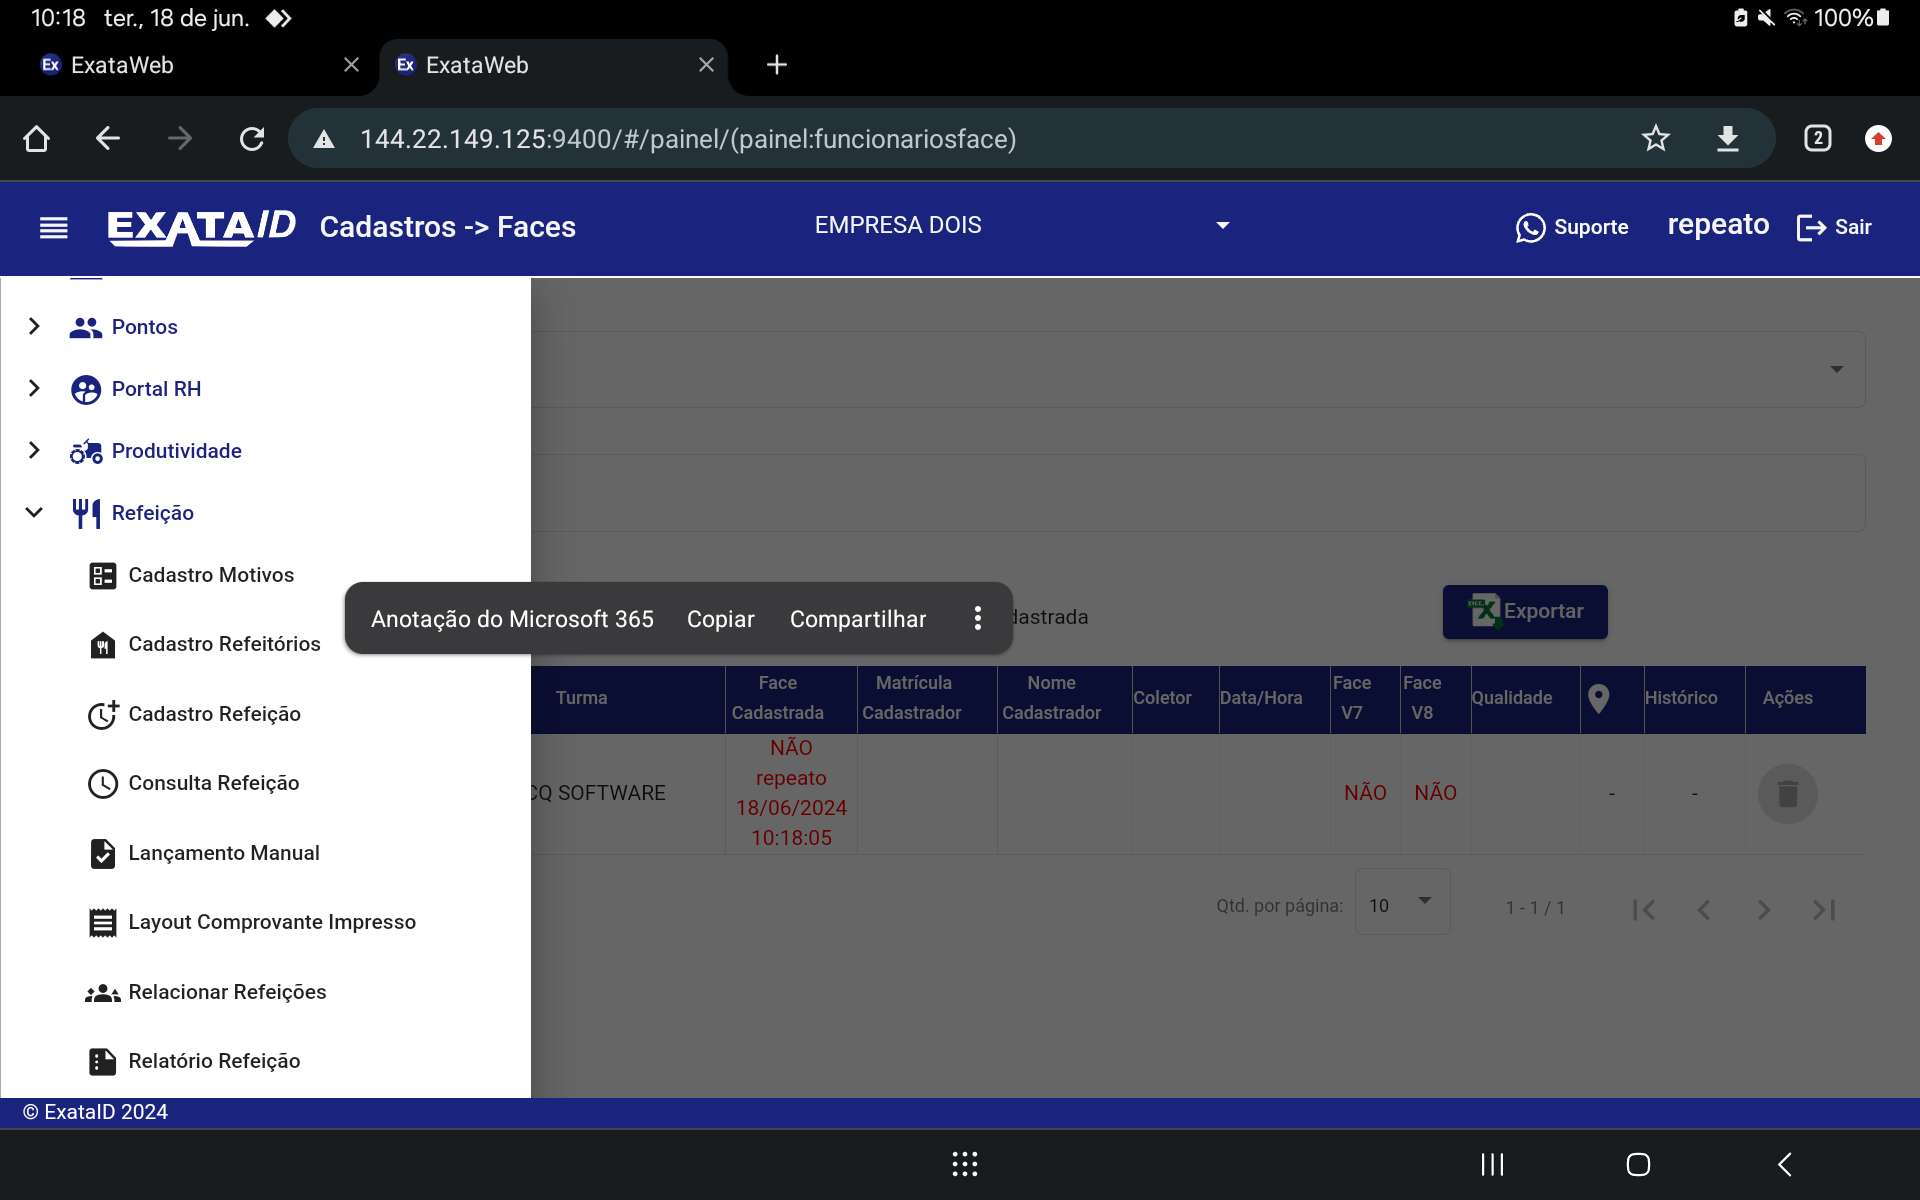 10:18 ter., 18 de jun. 100%
Ex ExataWeb
Ex ExataWeb
144.22.149.125:9400/#/painel/(painel:funcionariosface)
2
EXATA ID Cadastros -> Faces EMPRESA DOIS Suporte repeato Sair
Pontos
Portal RH
Produtividade
Refeição
Cadastro Motivos
Cadastro Refeitórios
Cadastro Refeição
Consulta Refeição
Lançamento Manual
Layout Comprovante Impresso
Relacionar Refeições
Relatório Refeição
Anotação do Microsoft 365 Copiar Compartilhar
dastrada
Exportar
Turma
Face Cadastrada
Matrícula Cadastrador
Nome Cadastrador
Coletor
Data/Hora
Face V7
Face V8
Qualidade
Histórico
Ações
CQ SOFTWARE
NÃO
repeato
18/06/2024
10:18:05
NÃO
NÃO
-
-
Qtd. por página: 10 1 - 1 / 1
© ExataID 2024